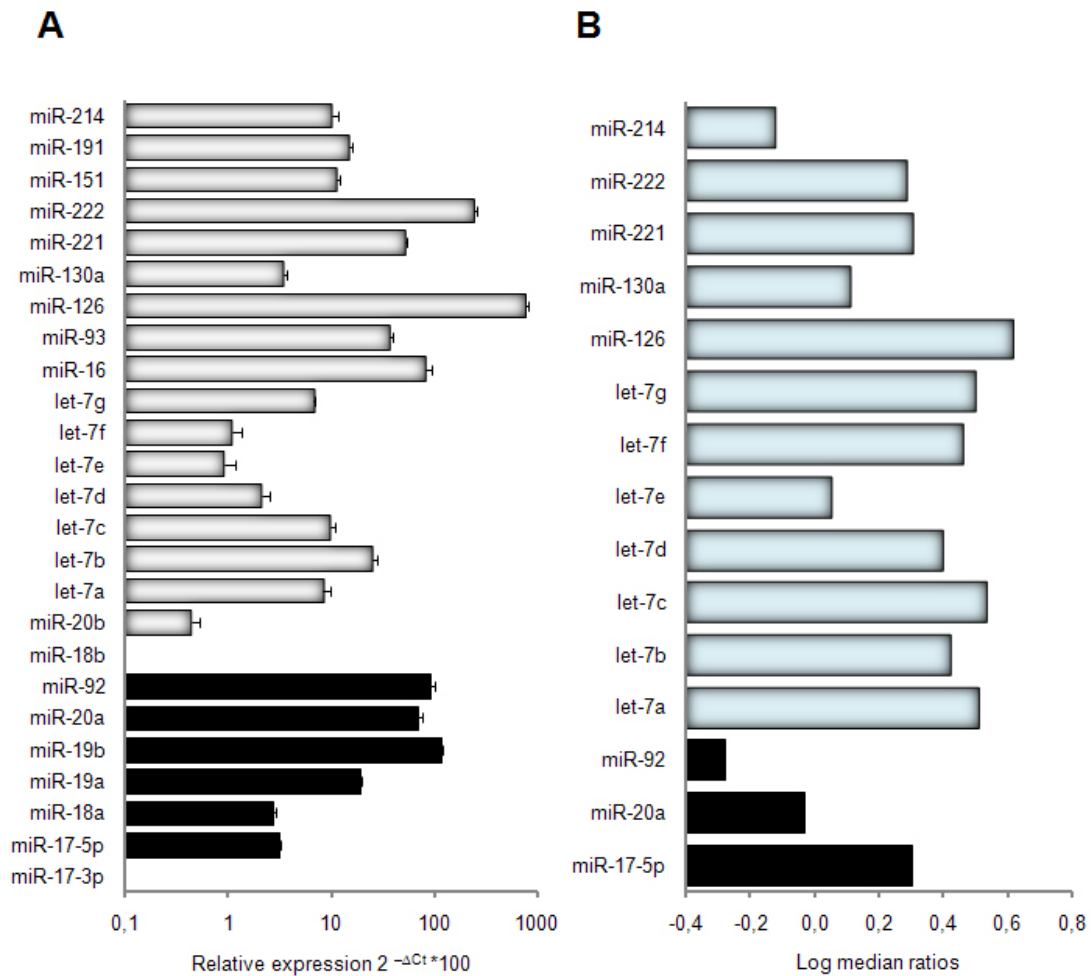 A
miR-214
miR-191
miR-151
miR-222
miR-221
miR-130a
miR-126
miR-93
miR-16
let-7g
let-7f
let-7e
let-7d
let-7c
let-7b
let-7a
miR-20b
miR-18b
miR-92
miR-20a
miR-19b
miR-19a
miR-18a
miR-17-5p
miR-17-3p
0,1 1 10 100 1000
Relative expression 2 −ΔCt *100
B
miR-214
miR-222
miR-221
miR-130a
miR-126
let-7g
let-7f
let-7e
let-7d
let-7c
let-7b
let-7a
miR-92
miR-20a
miR-17-5p
-0,4 -0,2 0,0 0,2 0,4 0,6 0,8
Log median ratios